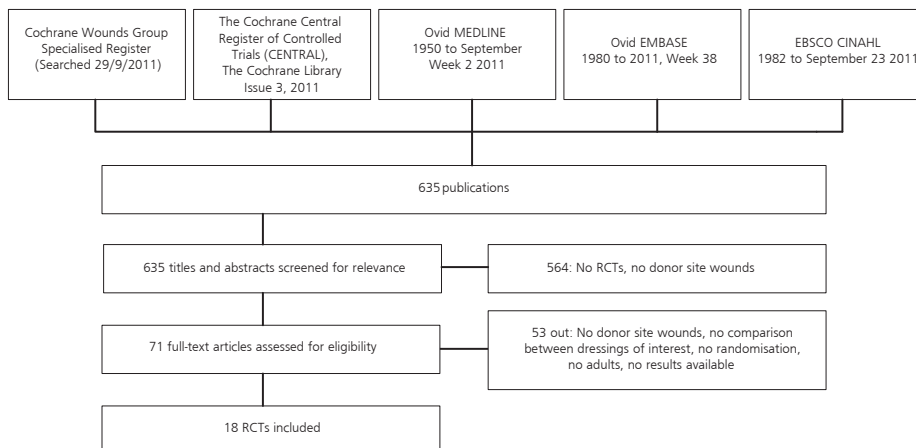 Cochrane Wounds Group
Specialised Register
(Searched 29/9/2011)
The Cochrane Central
Register of Controlled
Trials (CENTRAL),
The Cochrane Library
Issue 3, 2011
Ovid MEDLINE
1950 to September
Week 2 2011
Ovid EMBASE
1980 to 2011, Week 38
EBSCO CINAHL
1982 to September 23 2011
635 publications
635 titles and abstracts screened for relevance
564: No RCTs, no donor site wounds
71 full-text articles assessed for eligibility
53 out: No donor site wounds, no comparison
between dressings of interest, no randomisation,
no adults, no results available
18 RCTs included